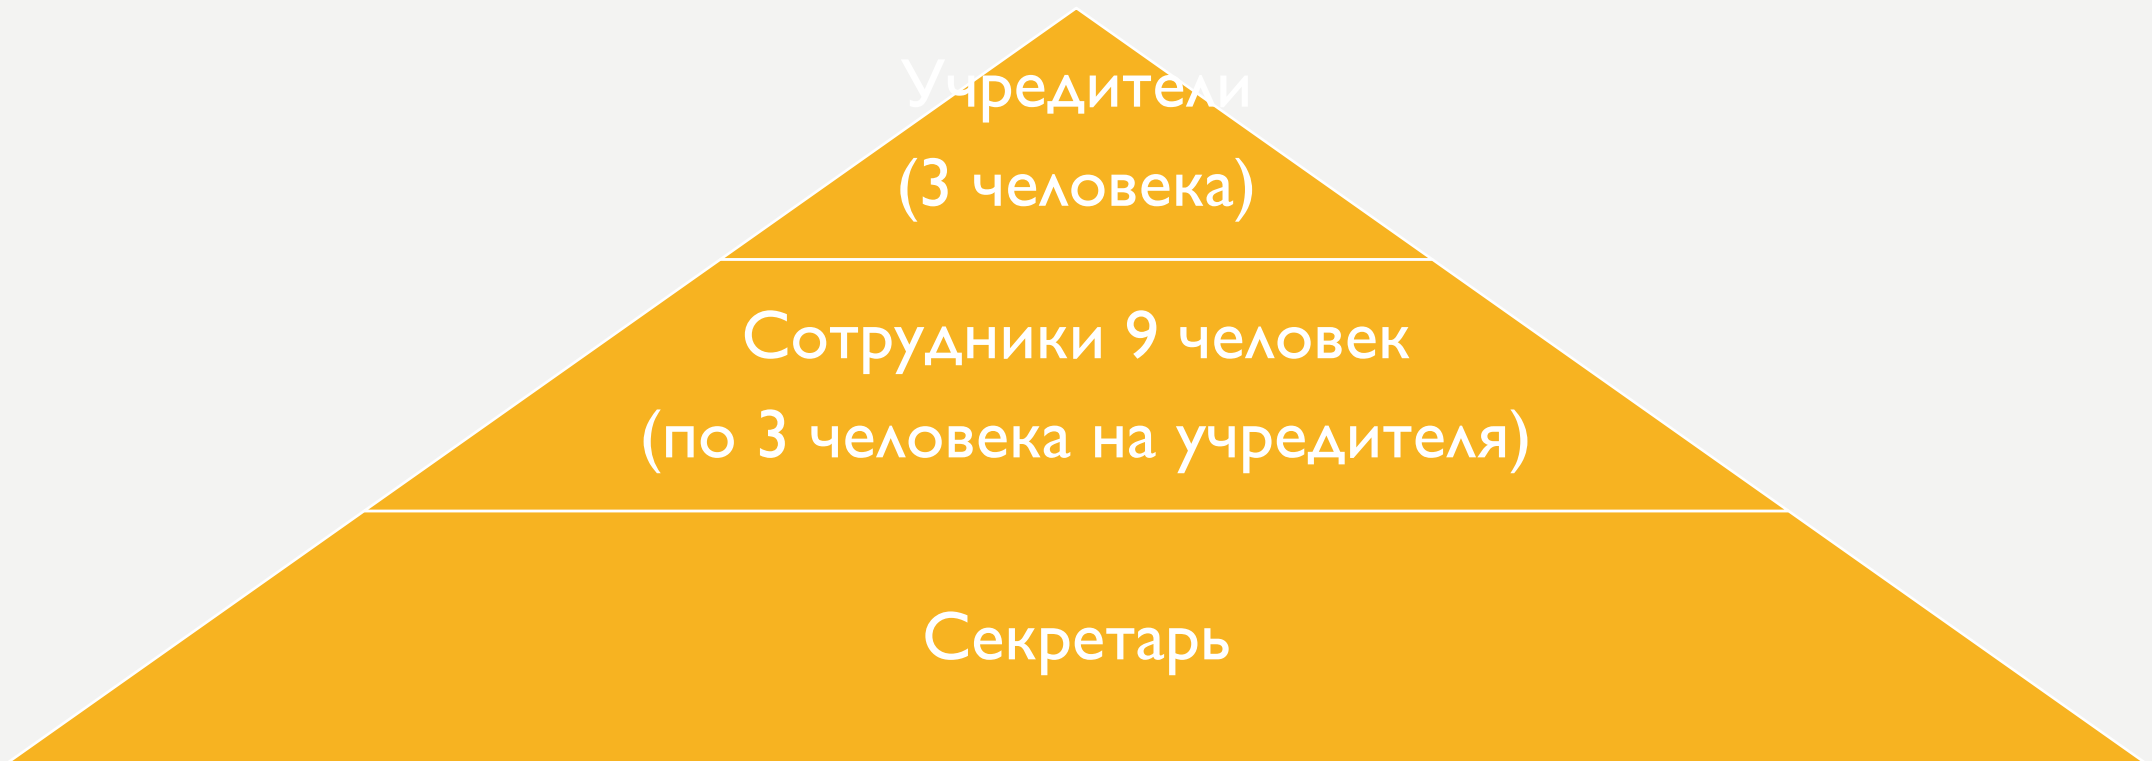 Учредители
(3 человека)
Сотрудники 9 человек
(по 3 человека на учредителя)
Секретарь